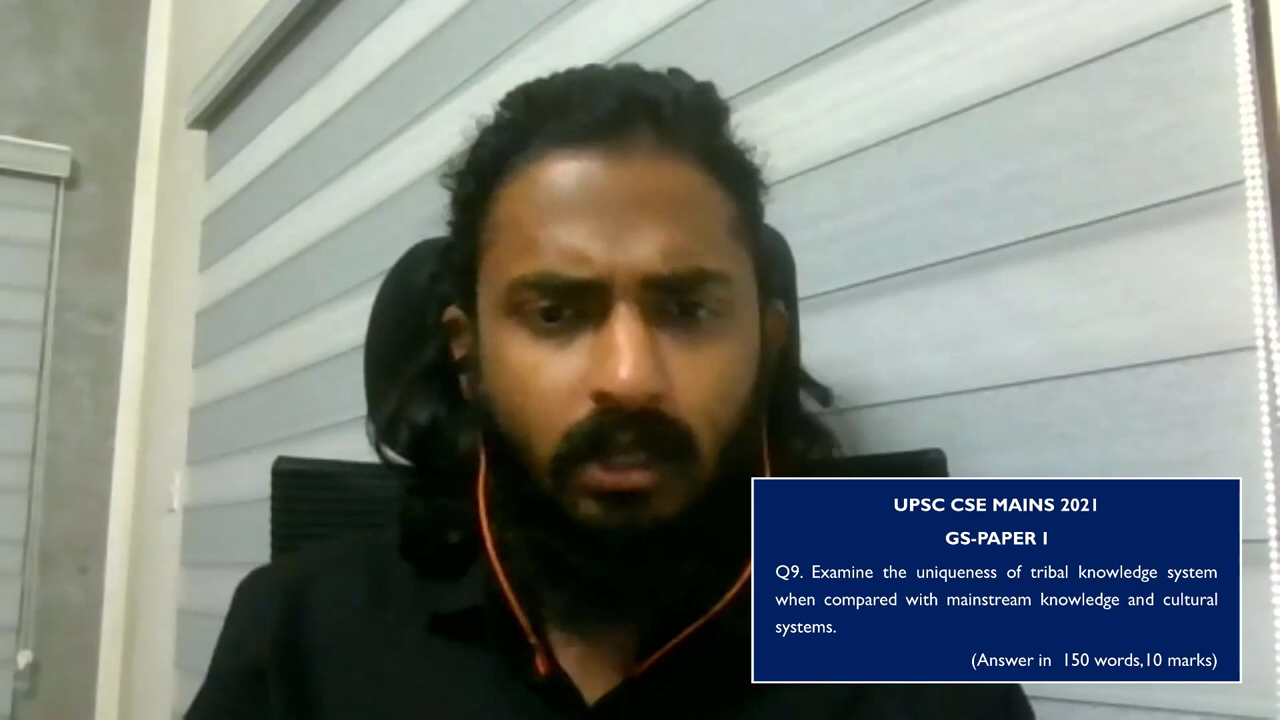 UPSC CSE MAINS 2021
GS-PAPER I
Q9. Examine the uniqueness of tribal knowledge system
when compared with mainstream knowledge and cultural
systems.
(Answer in 150 words,10 marks)